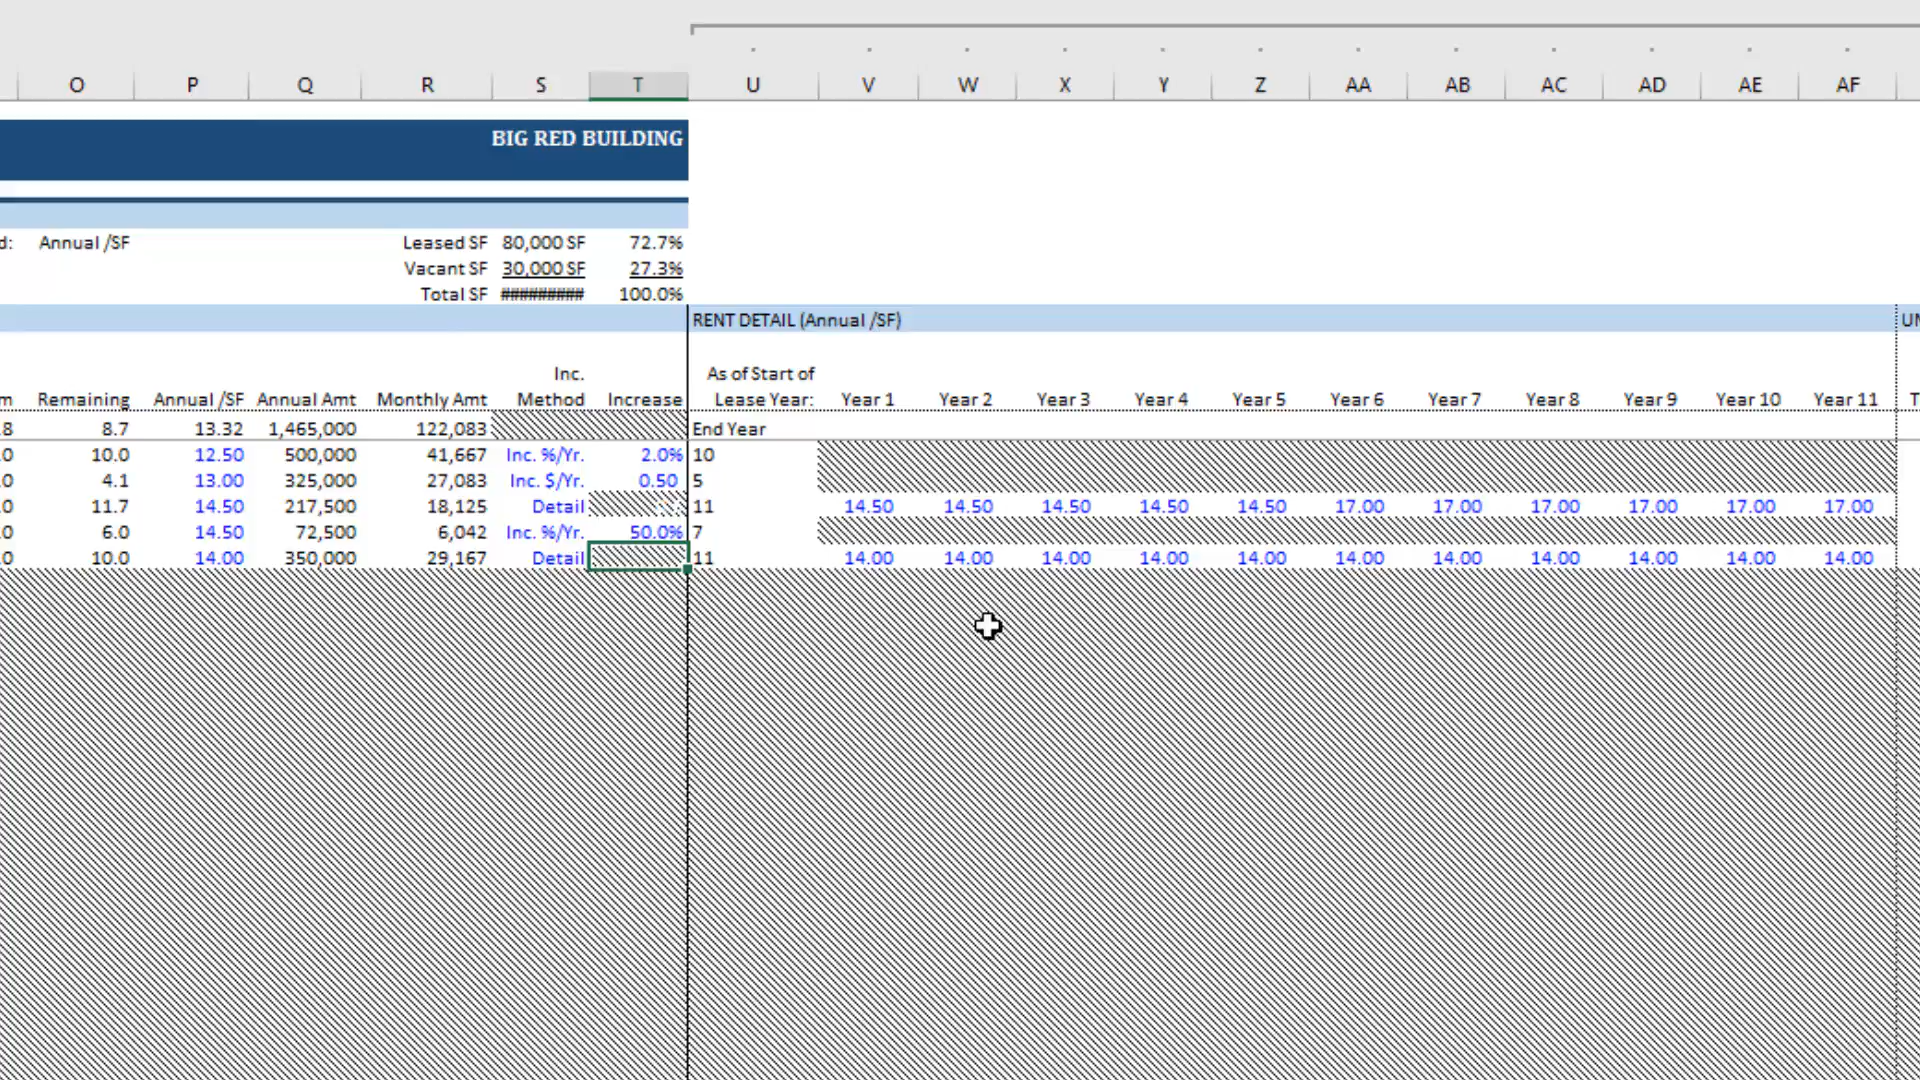 O P Q R S T U V W X Y Z AA AB AC AD AE AF
BIG RED BUILDING
d: Annual /SF Leased SF 80,000 SF 72.7%
Vacant SF 30,000 SF 27.3%
Total SF ######### 100.0%
RENT DETAIL (Annual /SF) UN
Inc. As of Start of
m Remaining Annual /SF Annual Amt Monthly Amt Method Increase Lease Year: Year 1 Year 2 Year 3 Year 4 Year 5 Year 6 Year 7 Year 8 Year 9 Year 10 Year 11 T
8 8.7 13.32 1,465,000 122,083 End Year
0 10.0 12.50 500,000 41,667 Inc. %/Yr. 2.0% 10
0 4.1 13.00 325,000 27,083 Inc. $/Yr. 0.50 5
0 11.7 14.50 217,500 18,125 Detail 11 14.50 14.50 14.50 14.50 14.50 17.00 17.00 17.00 17.00 17.00 17.00
0 6.0 14.50 72,500 6,042 Inc. %/Yr. 50.0% 7
0 10.0 14.00 350,000 29,167 Detail 11 14.00 14.00 14.00 14.00 14.00 14.00 14.00 14.00 14.00 14.00 14.00